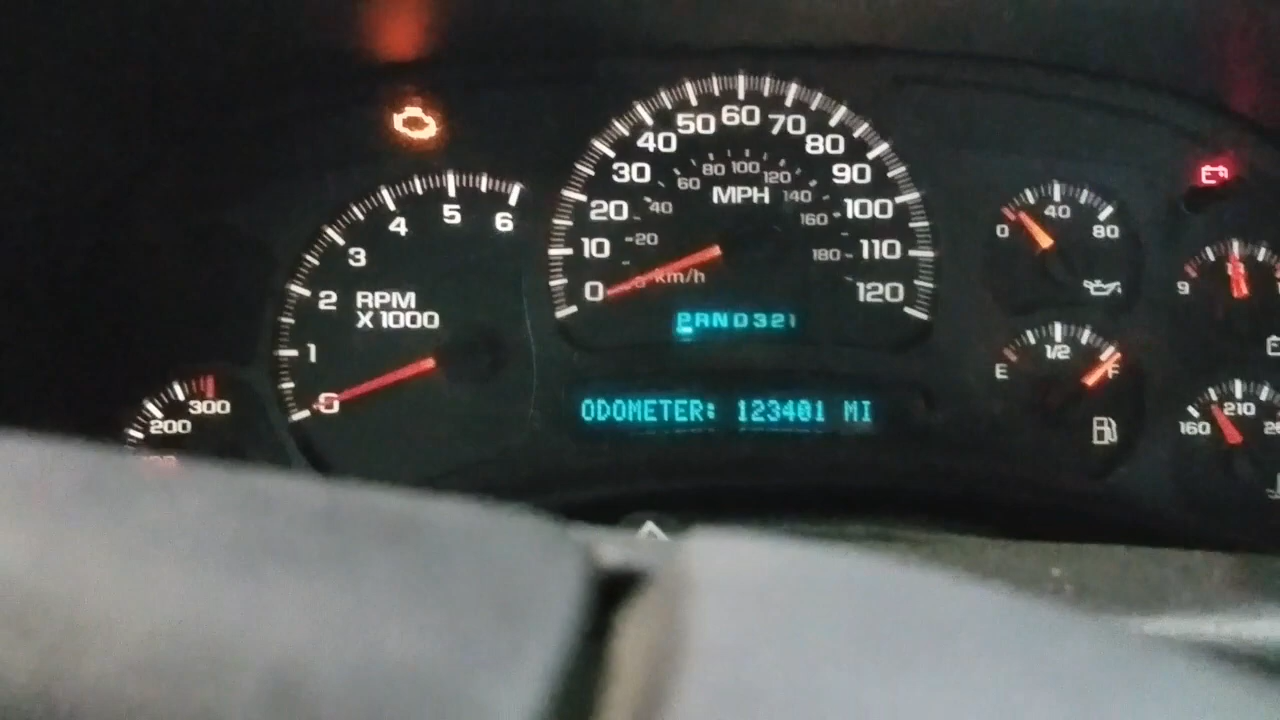 60
50 70
40 80
80 100 120
30 60 90
MPH 140
20 40 160 100
10 20 180 110
0 0 km/h 120
PRND321
ODOMETER: 123401 MI
5
4 6
3
2 RPM
X 1000
1
0
300
200
40
0 80
1/2
E F
9
210
160